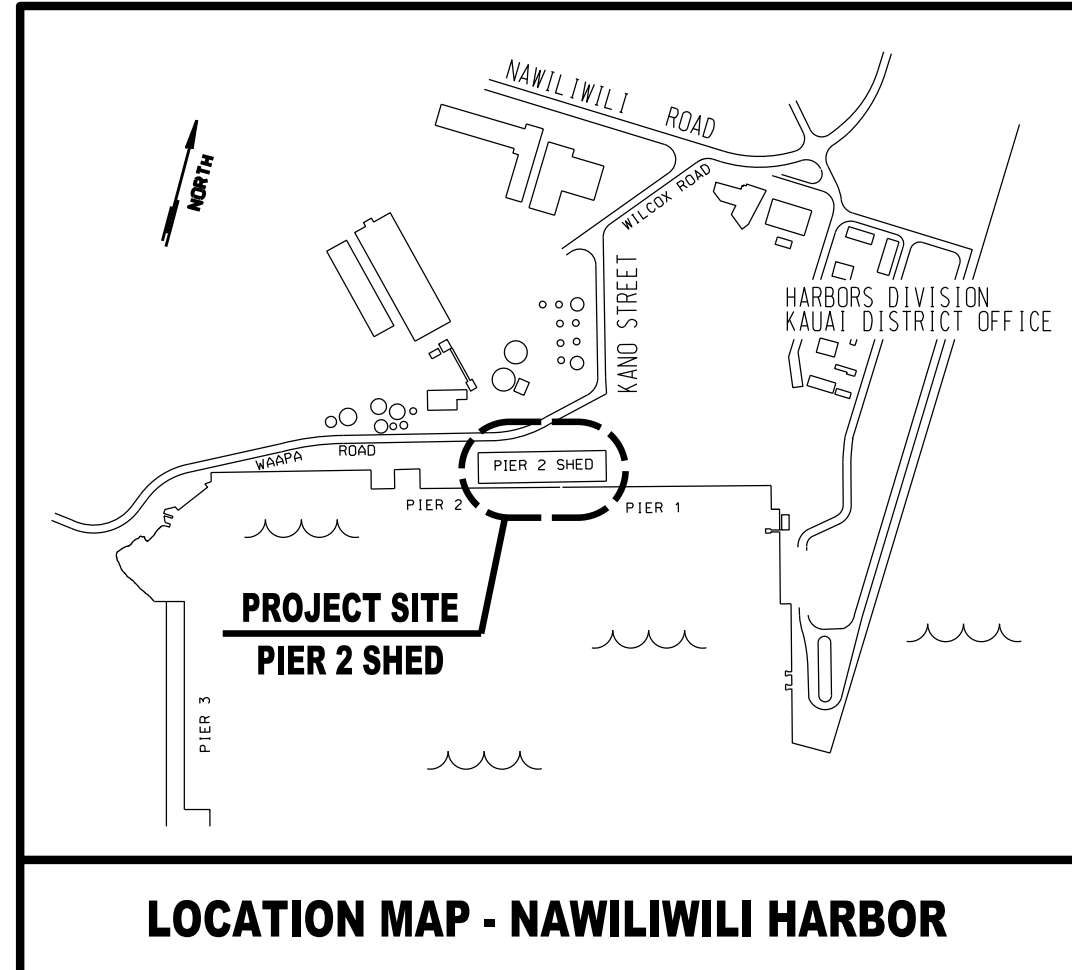 NAWILIWILI ROAD
NORTH
WILCOX ROAD
KANO STREET
HARBORS DIVISION
KAUAI DISTRICT OFFICE
WAAPA ROAD
PIER 2 SHED
PIER 2
PIER 1
PROJECT SITE
PIER 2 SHED
PIER 3
LOCATION MAP - NAWILIWILI HARBOR